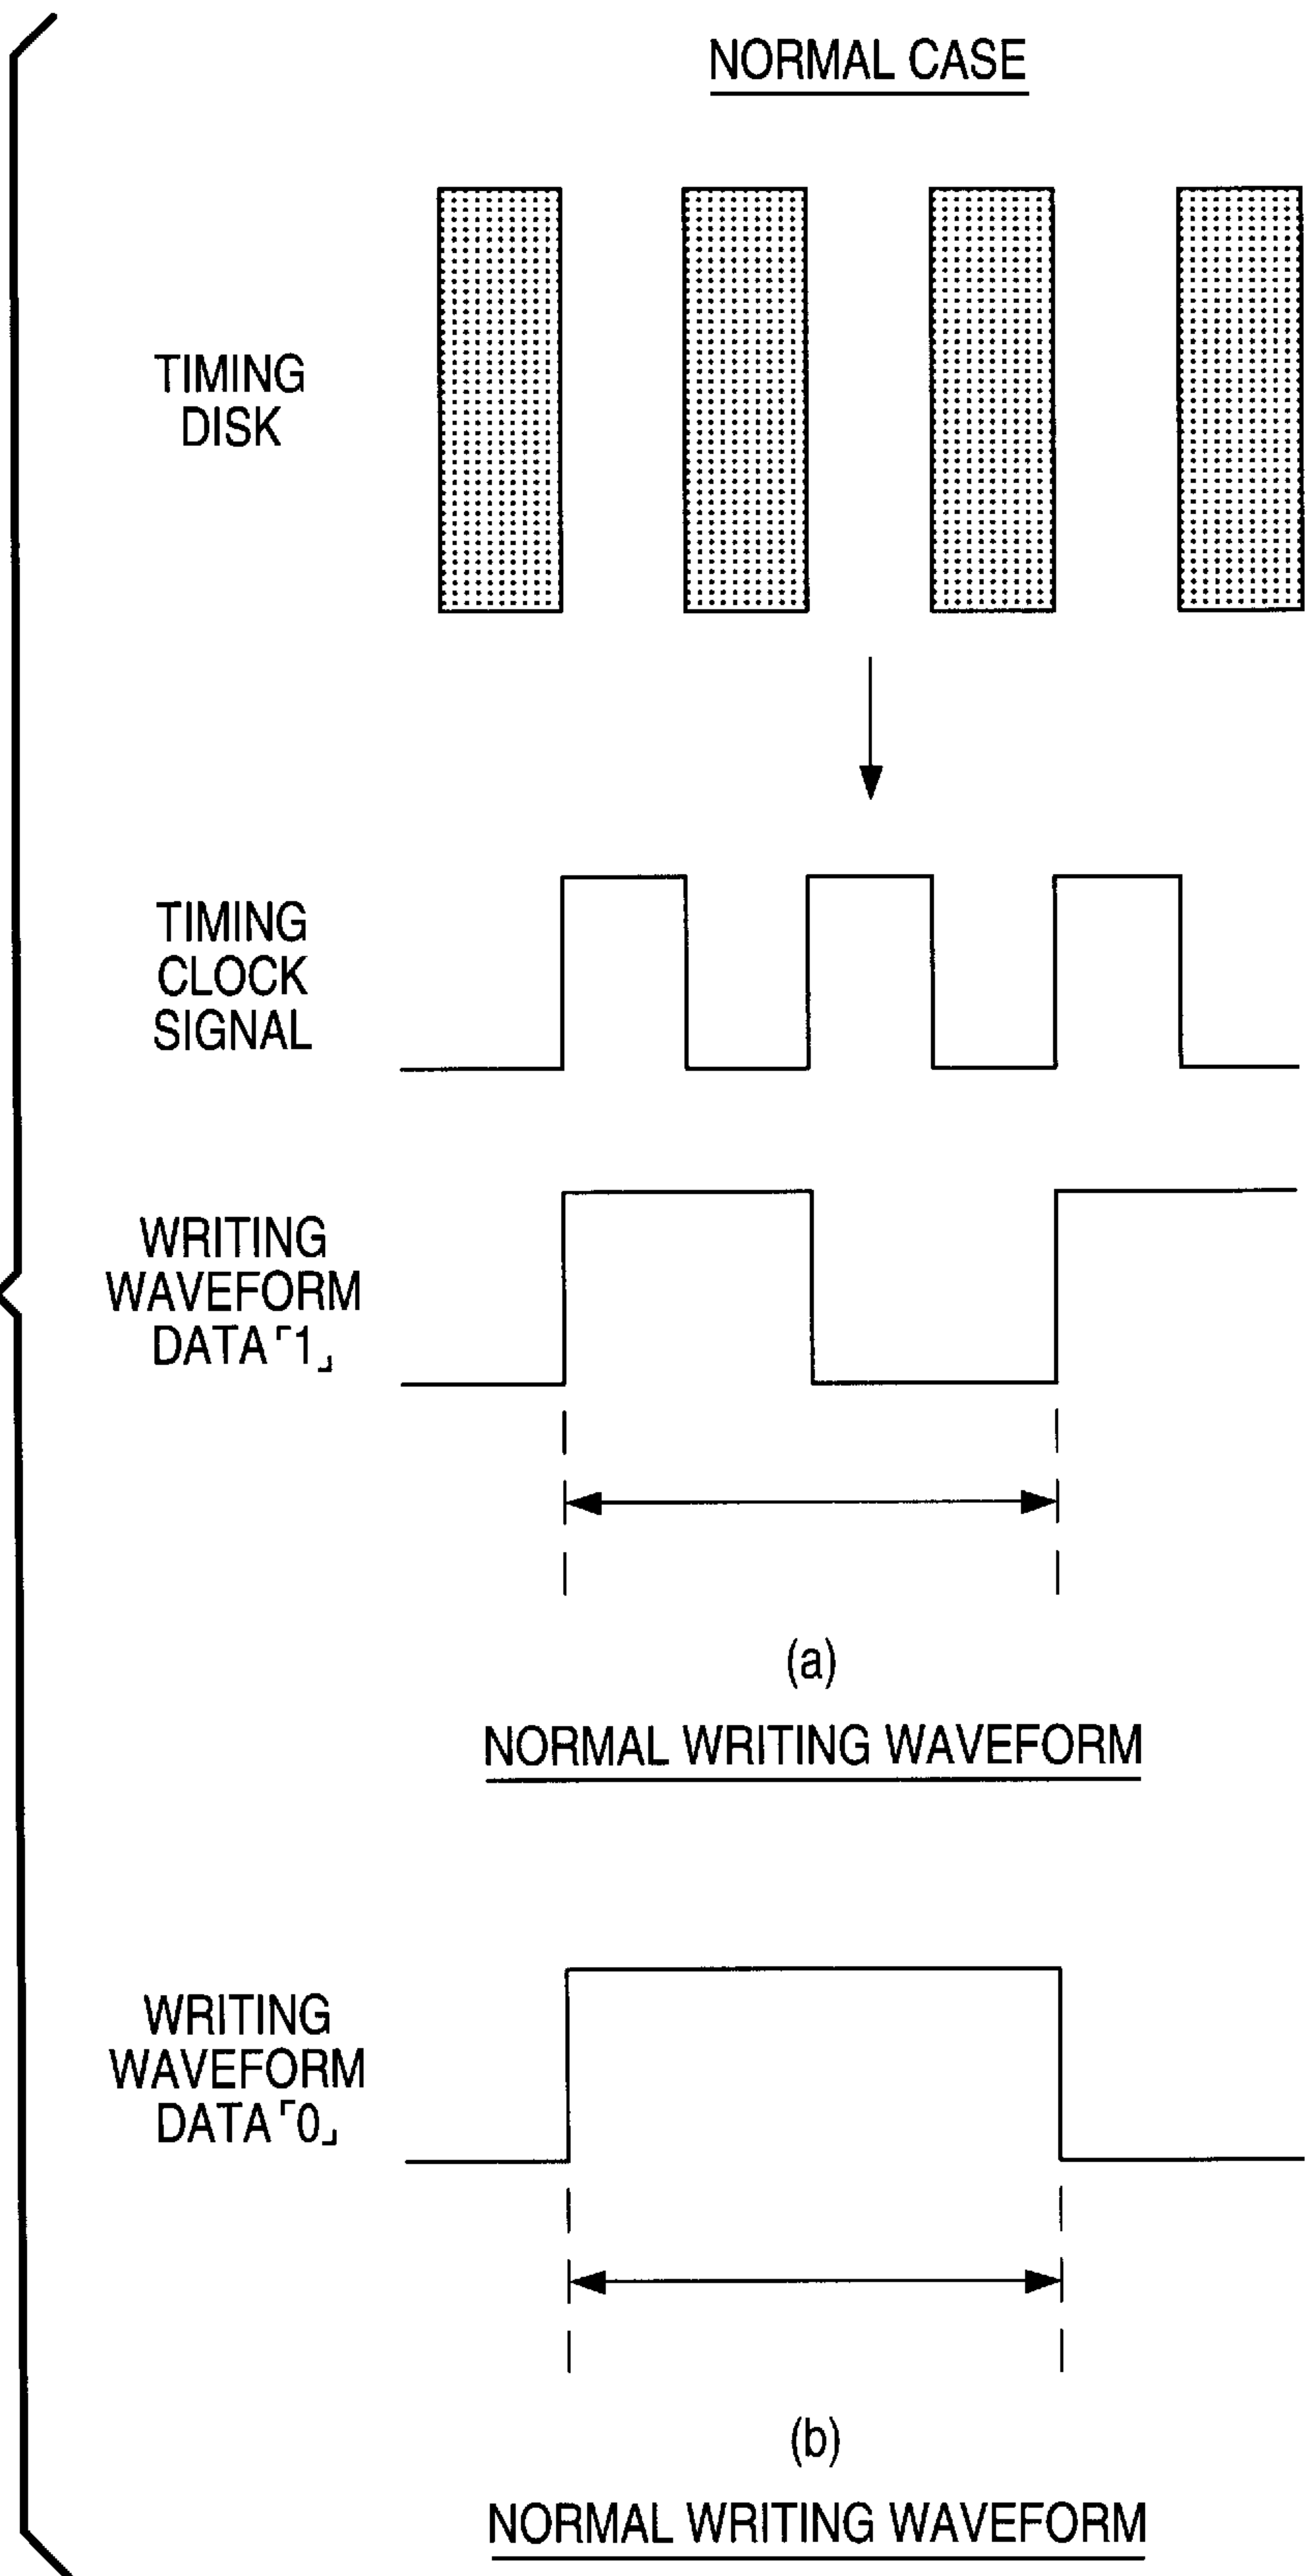 NORMAL CASE
TIMING
DISK
TIMING
CLOCK
SIGNAL
WRITING
WAVEFORM
DATA「1」
(a)
NORMAL WRITING WAVEFORM
WRITING
WAVEFORM
DATA「0」
(b)
NORMAL WRITING WAVEFORM